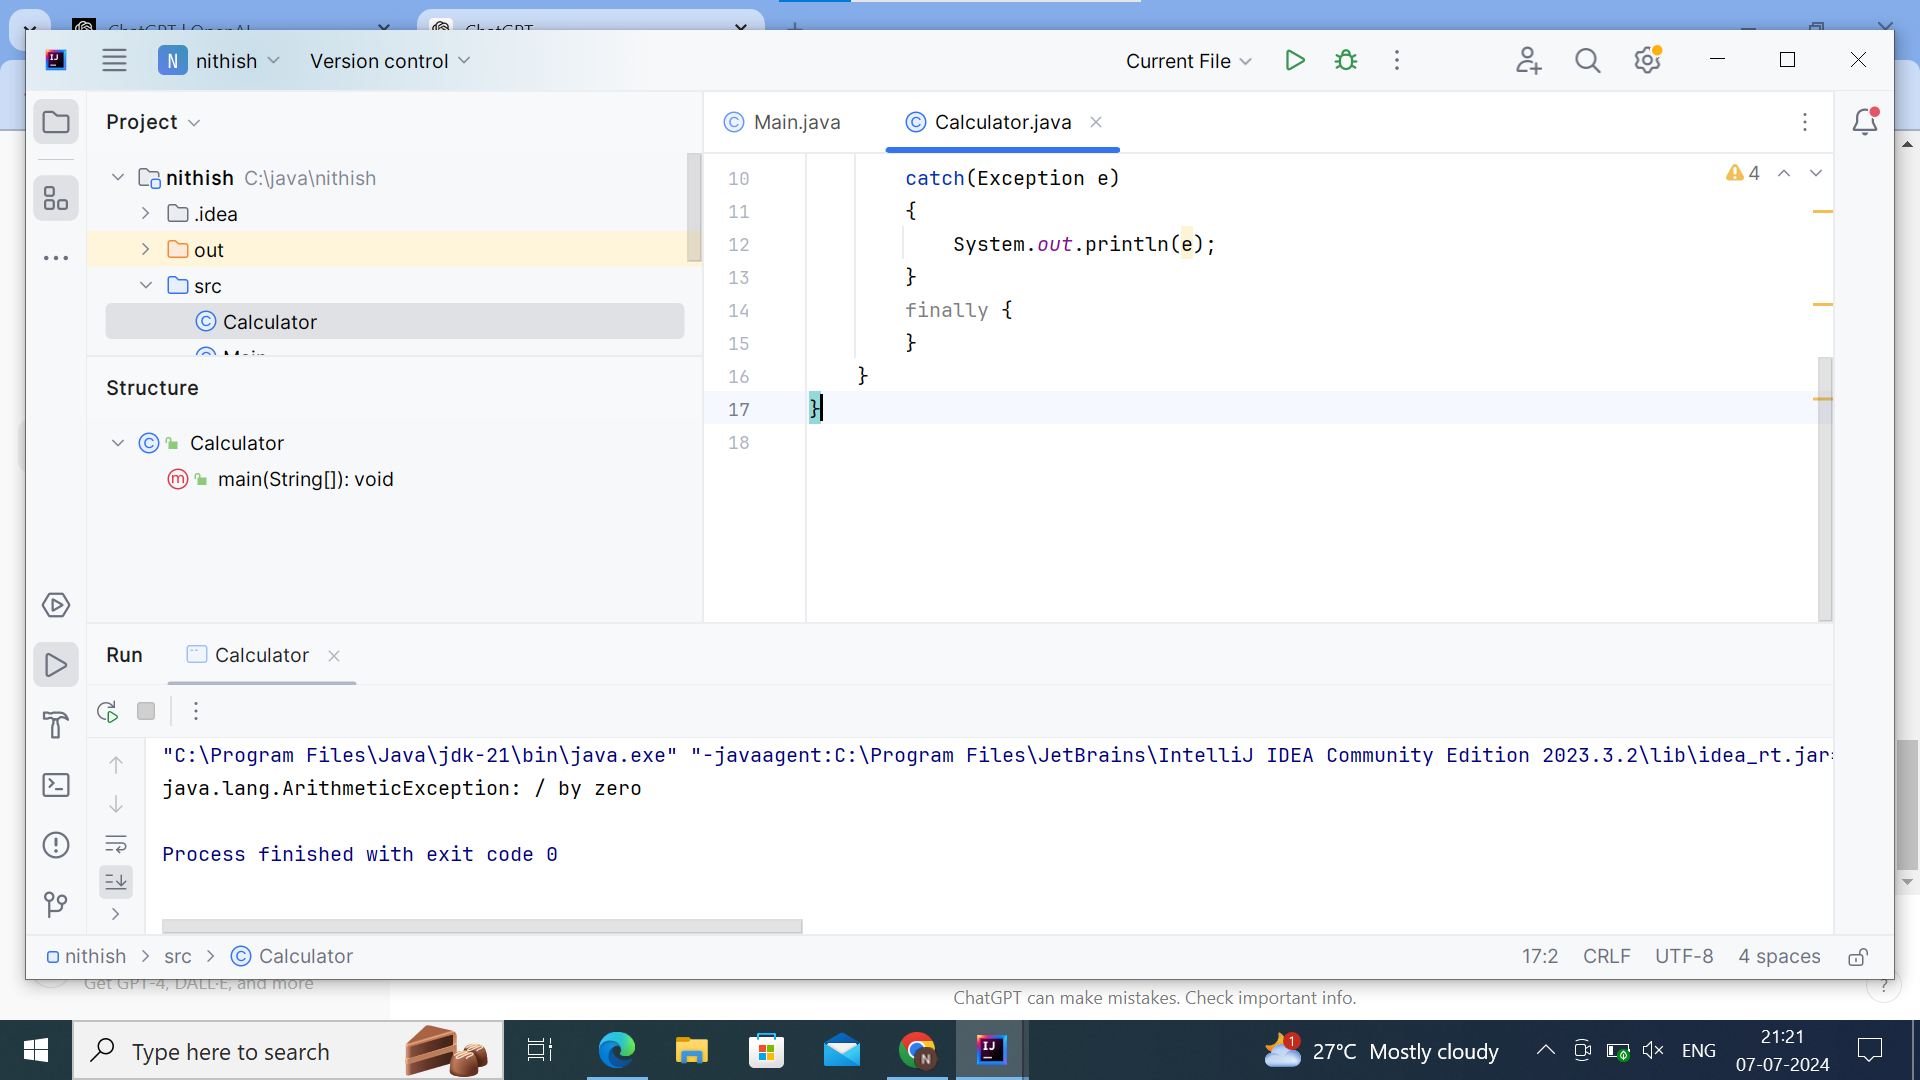 ChatGPT | OpenAI
ChatGPT
N nithish
Version control
Current File
Project
nithish C:\java\nithish
.idea
out
src
Calculator
Main
Structure
Calculator
main(String[]): void
Main.java
Calculator.java
4
10 catch(Exception e)
11 {
12 System.out.println(e);
13 }
14 finally {
15 }
16 }
17 }
18
Run
Calculator
"C:\Program Files\Java\jdk-21\bin\java.exe" "-javaagent:C:\Program Files\JetBrains\IntelliJ IDEA Community Edition 2023.3.2\lib\idea_rt.jar=
java.lang.ArithmeticException: / by zero
Process finished with exit code 0
nithish > src > Calculator
17:2 CRLF UTF-8 4 spaces
Get GPT-4, DALL·E, and more
ChatGPT can make mistakes. Check important info.
?
Type here to search
27°C Mostly cloudy
ENG
21:21
07-07-2024